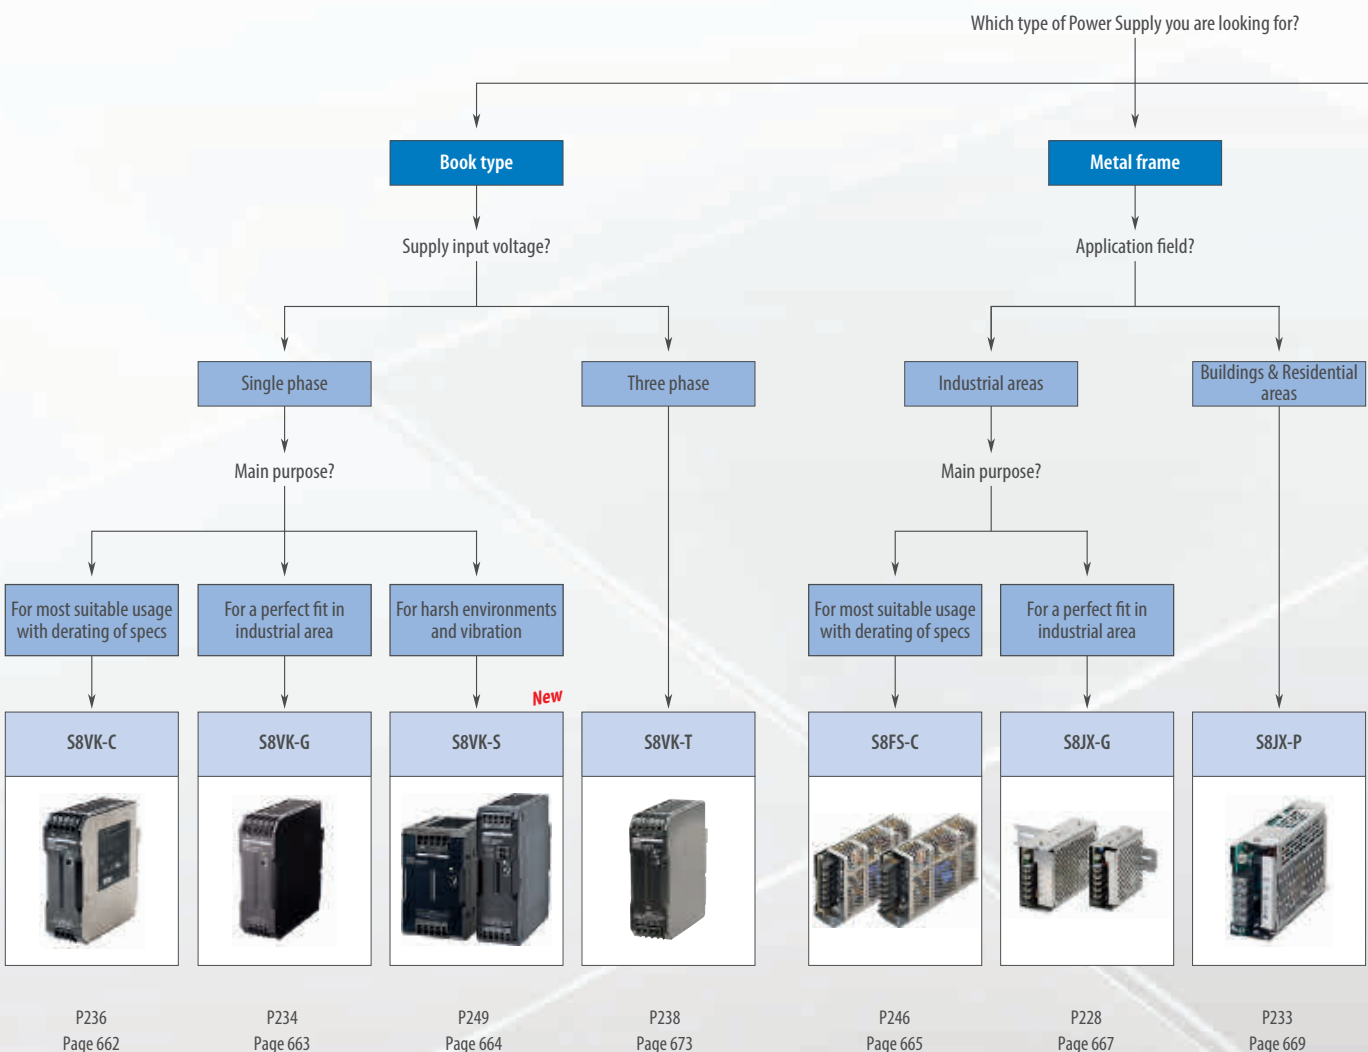 Which type of Power Supply you are looking for?
Book type
Metal frame
Supply input voltage?
Application field?
Single phase
Three phase
Industrial areas
Buildings & Residential
areas
Main purpose?
Main purpose?
For most suitable usage
with derating of specs
For a perfect fit in
industrial area
For harsh environments
and vibration
For most suitable usage
with derating of specs
For a perfect fit in
industrial area
New
S8VK-C
S8VK-G
S8VK-S
S8VK-T
S8FS-C
S8JX-G
S8JX-P
P236
Page 662
P234
Page 663
P249
Page 664
P238
Page 673
P246
Page 665
P228
Page 667
P233
Page 669